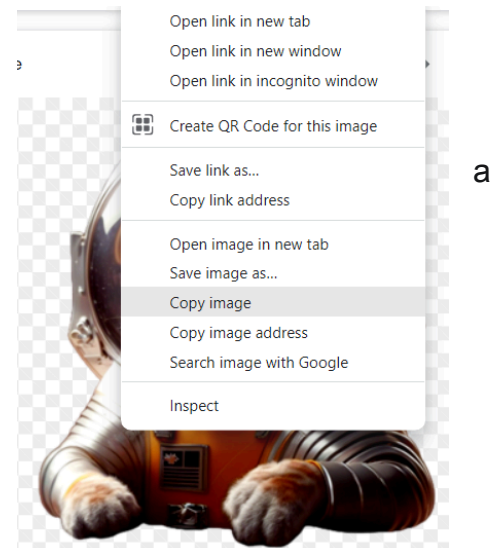 Open link in new tab
Open link in new window
e
Open link in incognito window
Create QR Code for this image
Save link as...
a
Copy link address
Open image in new tab
Save image as...
Copy image
Copy image address
Search image with Google
Inspect